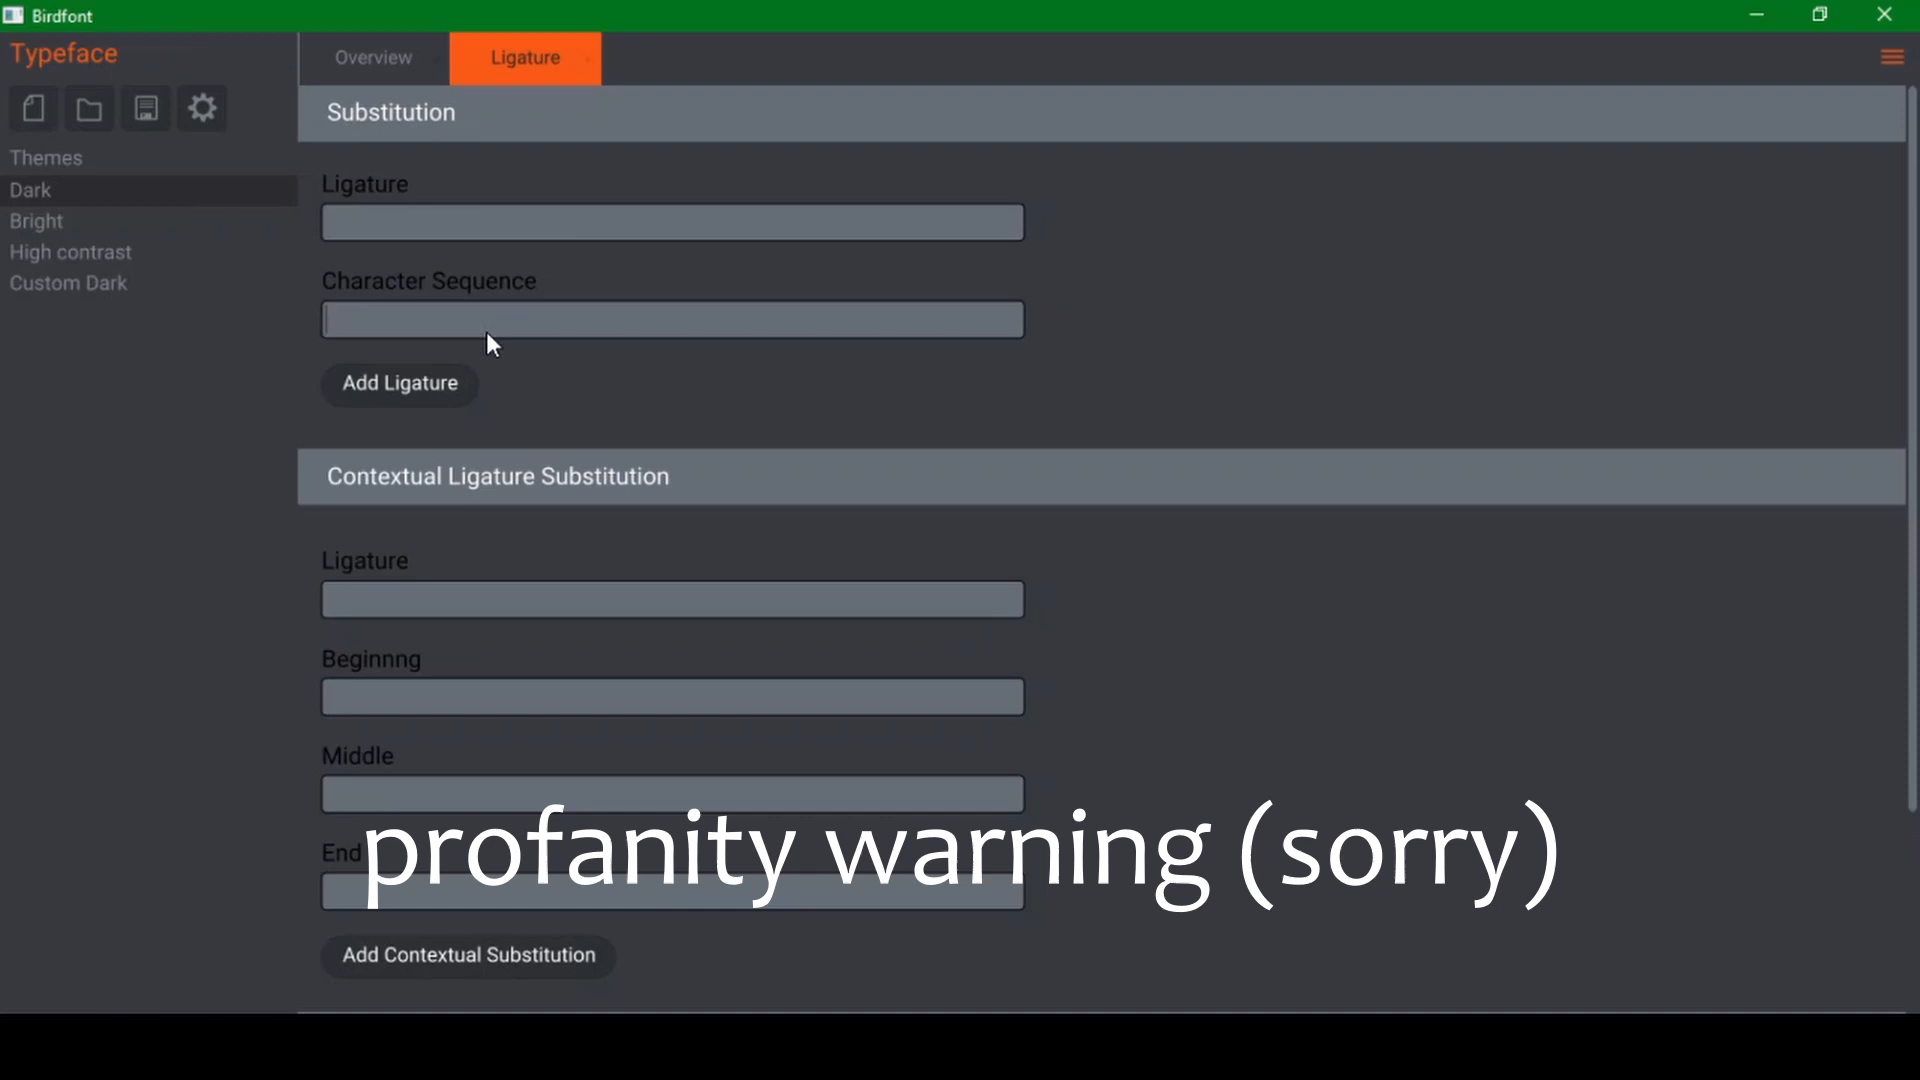 Birdfont
Typeface
Overview
Ligature
Themes
Dark
Bright
High contrast
Custom Dark
Substitution
Ligature
Character Sequence
Add Ligature
Contextual Ligature Substitution
Ligature
Beginnng
Middle
End
profanity warning (sorry)
Add Contextual Substitution